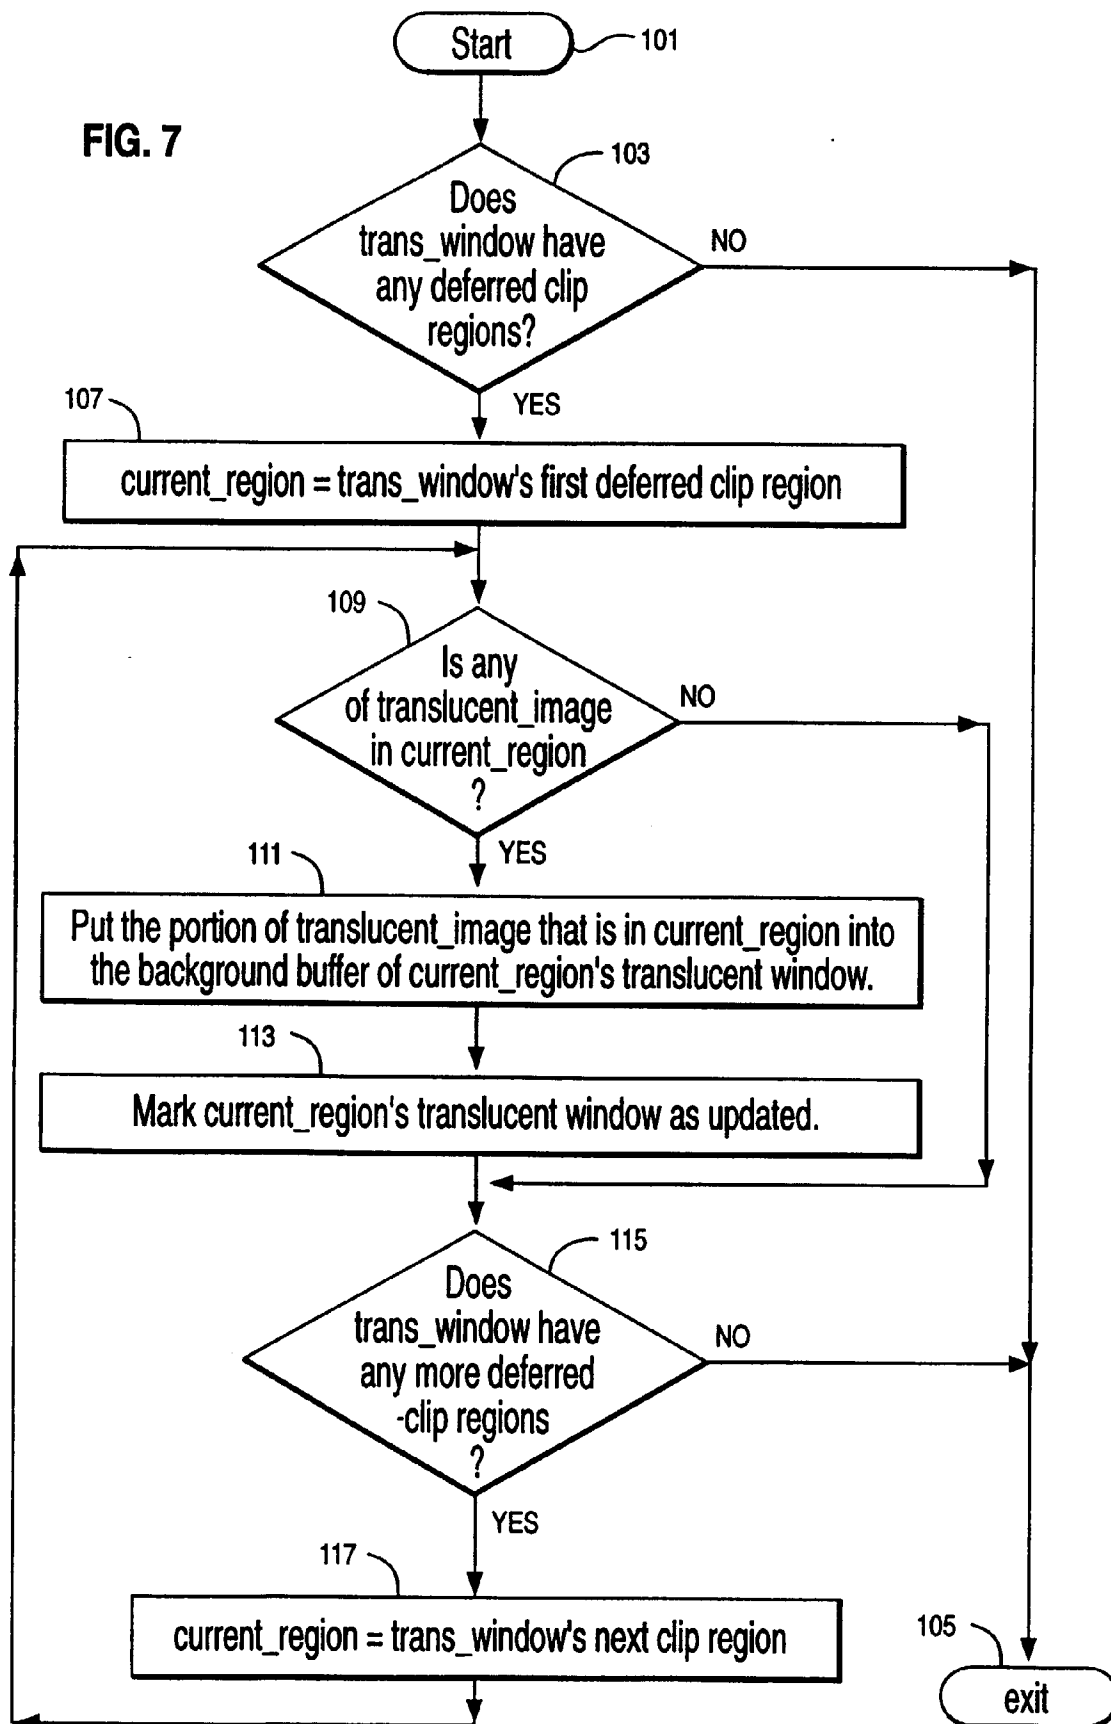 Start
101
FIG. 7
103
Does
trans_window have
any deferred clip
regions?
NO
YES
107
current_region = trans_window's first deferred clip region
109
Is any
of translucent_image
in current_region
?
NO
YES
111
Put the portion of translucent_image that is in current_region into
the background buffer of current_region's translucent window.
113
Mark current_region's translucent window as updated.
115
Does
trans_window have
any more deferred
-clip regions
?
NO
YES
117
current_region = trans_window's next clip region
105
exit